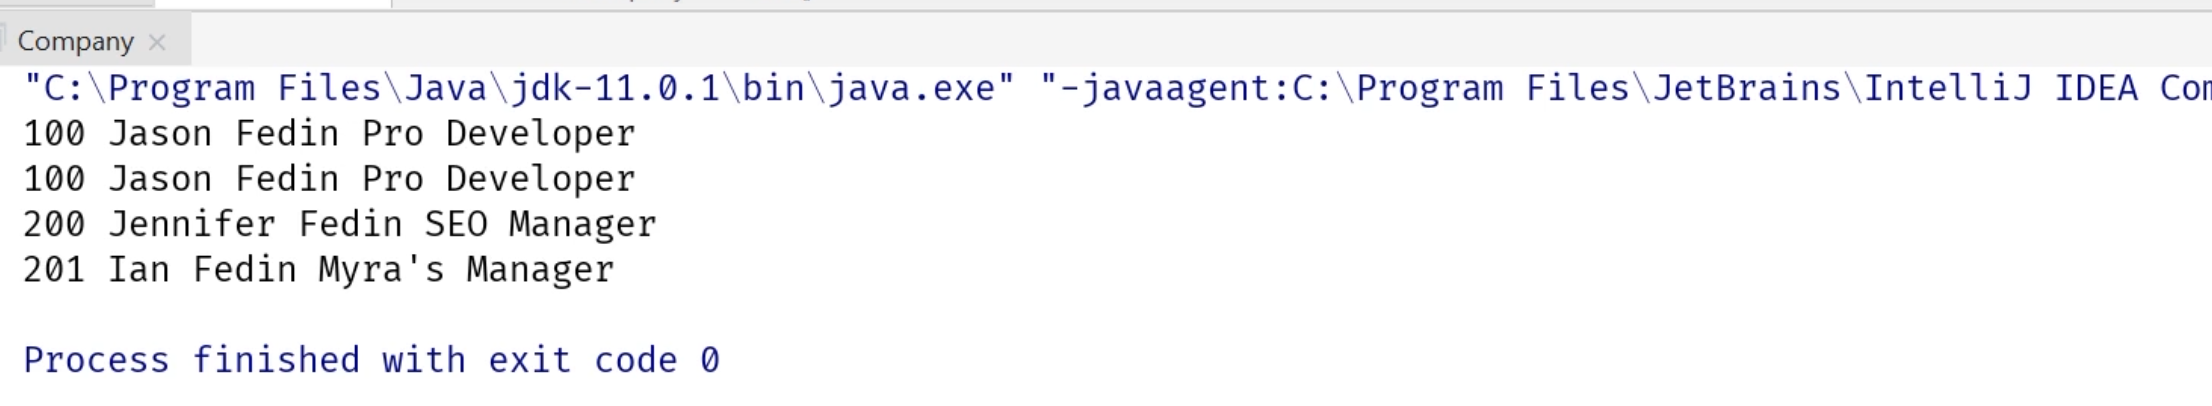 Company
"C:\Program Files\Java\jdk-11.0.1\bin\java.exe" "-javaagent:C:\Program Files\JetBrains\IntelliJ IDEA
100 Jason Fedin Pro Developer
100 Jason Fedin Pro Developer
200 Jennifer Fedin SEO Manager
201 Ian Fedin Myra's Manager
Process finished with exit code 0